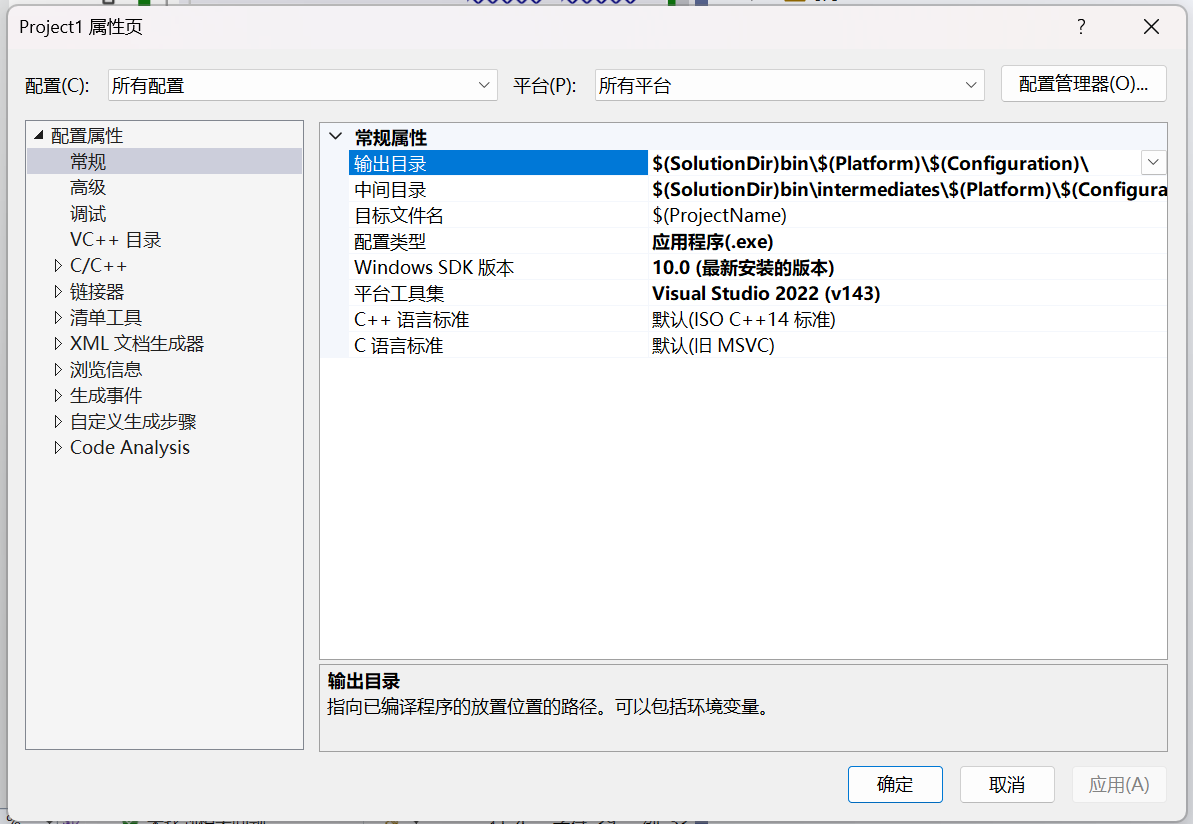 Project1 属性页
?
配置(C):
所有配置
平台(P):
所有平台
配置管理器(O)...
配置属性
常规
高级
调试
VC++ 目录
C/C++
链接器
清单工具
XML 文档生成器
浏览信息
生成事件
自定义生成步骤
Code Analysis
常规属性
输出目录 $(SolutionDir)bin\$(Platform)\$(Configuration)\
中间目录 $(SolutionDir)bin\intermediates\$(Platform)\$(Configura
目标文件名 $(ProjectName)
配置类型 应用程序(.exe)
Windows SDK 版本 10.0 (最新安装的版本)
平台工具集 Visual Studio 2022 (v143)
C++ 语言标准 默认(ISO C++14 标准)
C 语言标准 默认(旧 MSVC)
输出目录
指向已编译程序的放置位置的路径。可以包括环境变量。
确定
取消
应用(A)